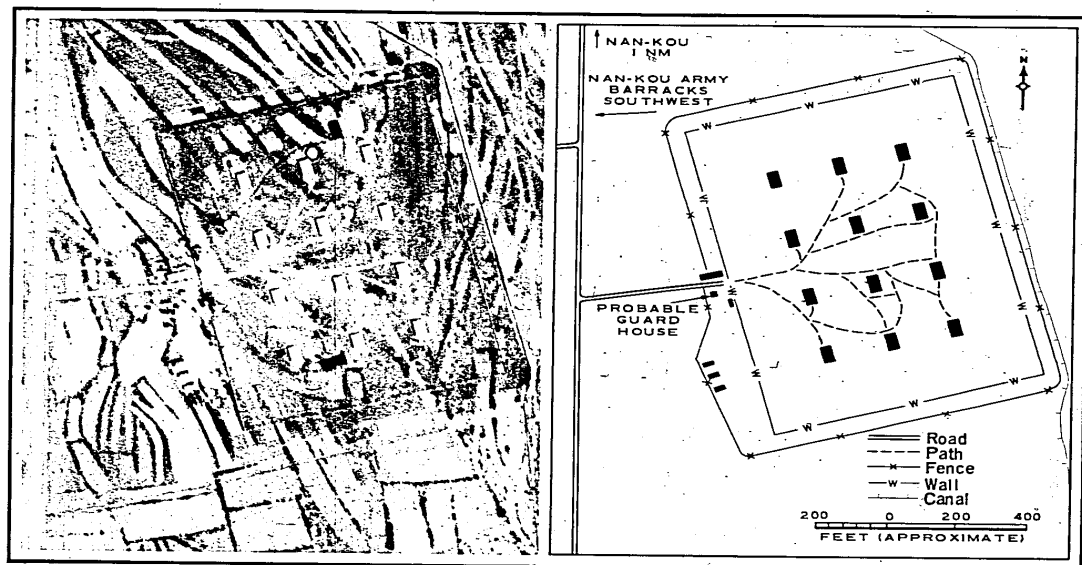 NAN-KOU
1 NM
NAN-KOU ARMY
BARRACKS
SOUTHWEST
N
W
W
W
W
W
W
W
W
W
PROBABLE
GUARD
HOUSE
W
W
W
Road
Path
Fence
W Wall
Canal
200 0 200 400
FEET (APPROXIMATE)